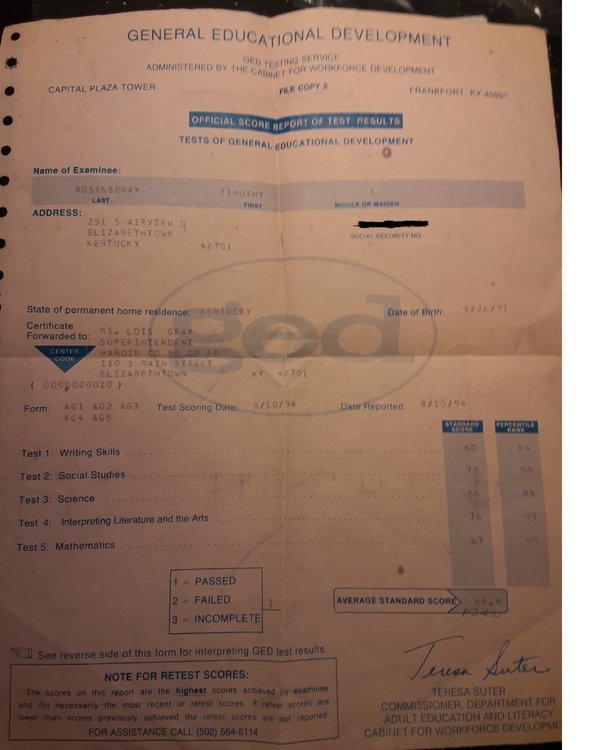 GENERAL EDUCATIONAL DEVELOPMENT
GED TESTING SERVICE
ADMINISTERED BY THE CABINET FOR WORKFORCE DEVELOPMENT
CAPITAL PLAZA TOWER FILE COPY 2 FRANKFORT, KY 40601
OFFICIAL SCORE REPORT OF TEST RESULTS
TESTS OF GENERAL EDUCATIONAL DEVELOPMENT
Name of Examinee:
ROSENBERRY TIMOTHY C
LAST FIRST MIDDLE OR MAIDEN
ADDRESS:
251 S AIRVIEW D
ELIZABETHTOWN
KENTUCKY 42701
SOCIAL SECURITY NO.
ged
State of permanent home residence: KENTUCKY Date of Birth: 9/26/71
Certificate
Forwarded to: MS. LOIS GRAY
SUPERINTENDENT
CENTER CODE HARDIN CO BD OF ED
110 S MAIN STREET
ELIZABETHTOWN KY 42701
( 0000000010 )
Form: AG1 AG2 AG3 Test Scoring Date: 8/10/94 Date Reported: 8/10/94
AG4 AG5
STANDARD SCORE PERCENTILE RANK
Test 1: Writing Skills 60 84
Test 2: Social Studies 99
Test 3: Science 66 95
Test 4: Interpreting Literature and the Arts 76 99
Test 5: Mathematics 67 95
1 = PASSED
2 = FAILED 1
3 = INCOMPLETE
AVERAGE STANDARD SCORE
See reverse side of this form for interpreting GED test results.
NOTE FOR RETEST SCORES:
The scores on this report are the highest scores achieved by examinee
and not necessarily the most recent or retest scores. If retest scores are
lower than scores previously achieved the retest scores are not reported.
FOR ASSISTANCE CALL (502) 564-5114
Teresa Suter
TERESA SUTER
COMMISSIONER, DEPARTMENT FOR
ADULT EDUCATION AND LITERACY
CABINET FOR WORKFORCE DEVELOPME